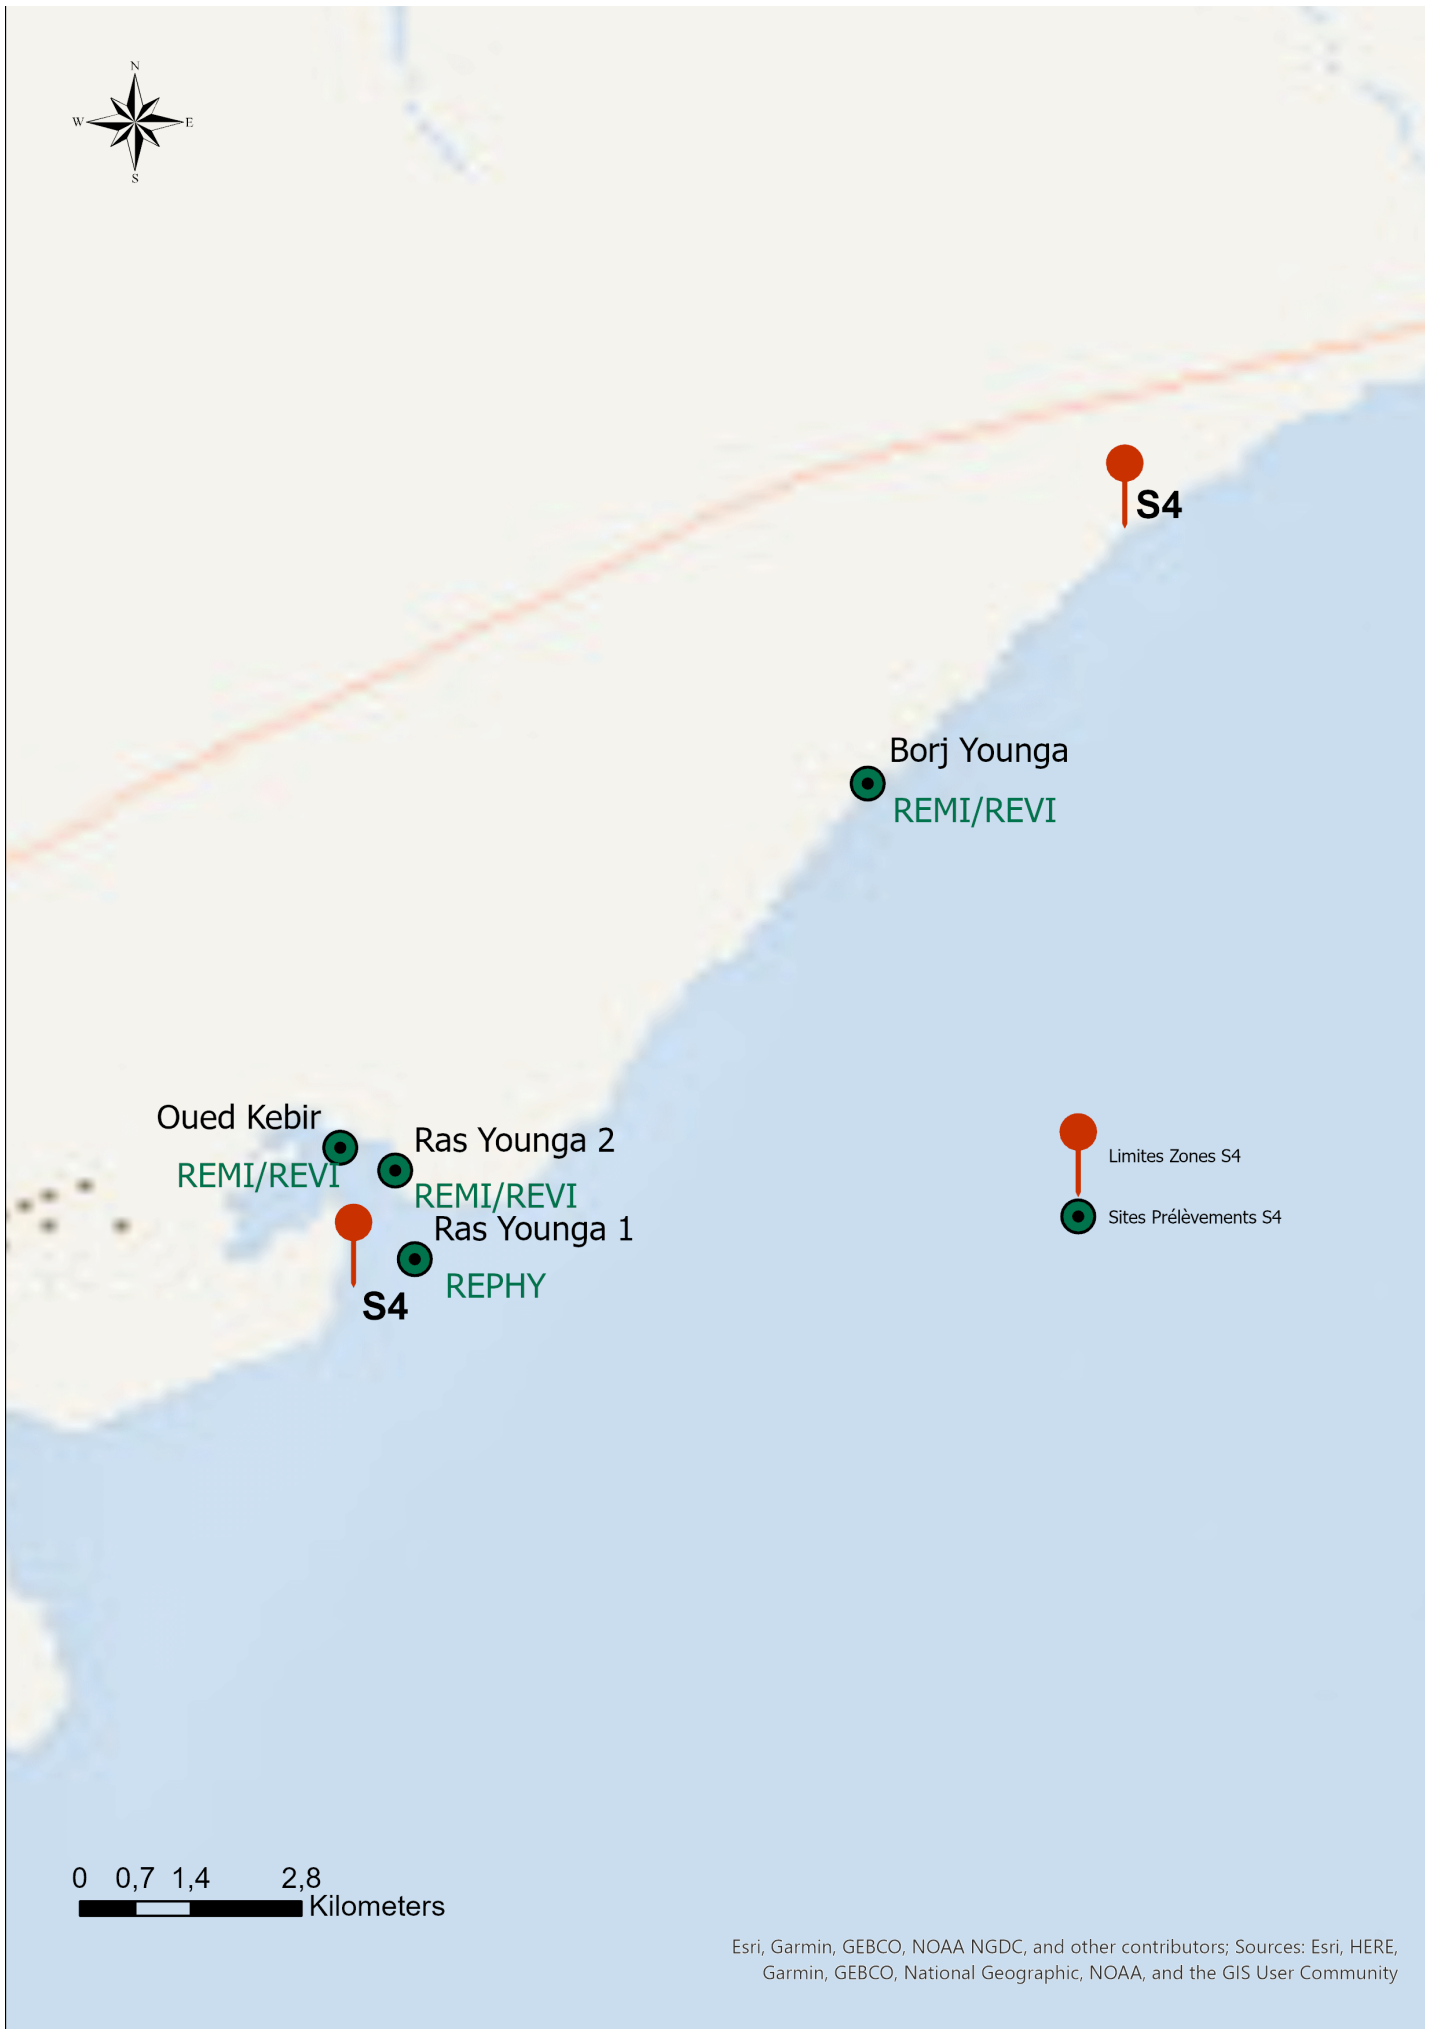 N
W E
S
S4
Borj Younga
REMI/REVI
Oued Kebir
REMI/REVI
Ras Younga 2
REMI/REVI
Ras Younga 1
REPHY
S4
Limites Zones S4
Sites Prélèvements S4
0 0,7 1,4 2,8
Kilometers
Esri, Garmin, GEBCO, NOAA NGDC, and other contributors; Sources: Esri, HERE,
Garmin, GEBCO, National Geographic, NOAA, and the GIS User Community